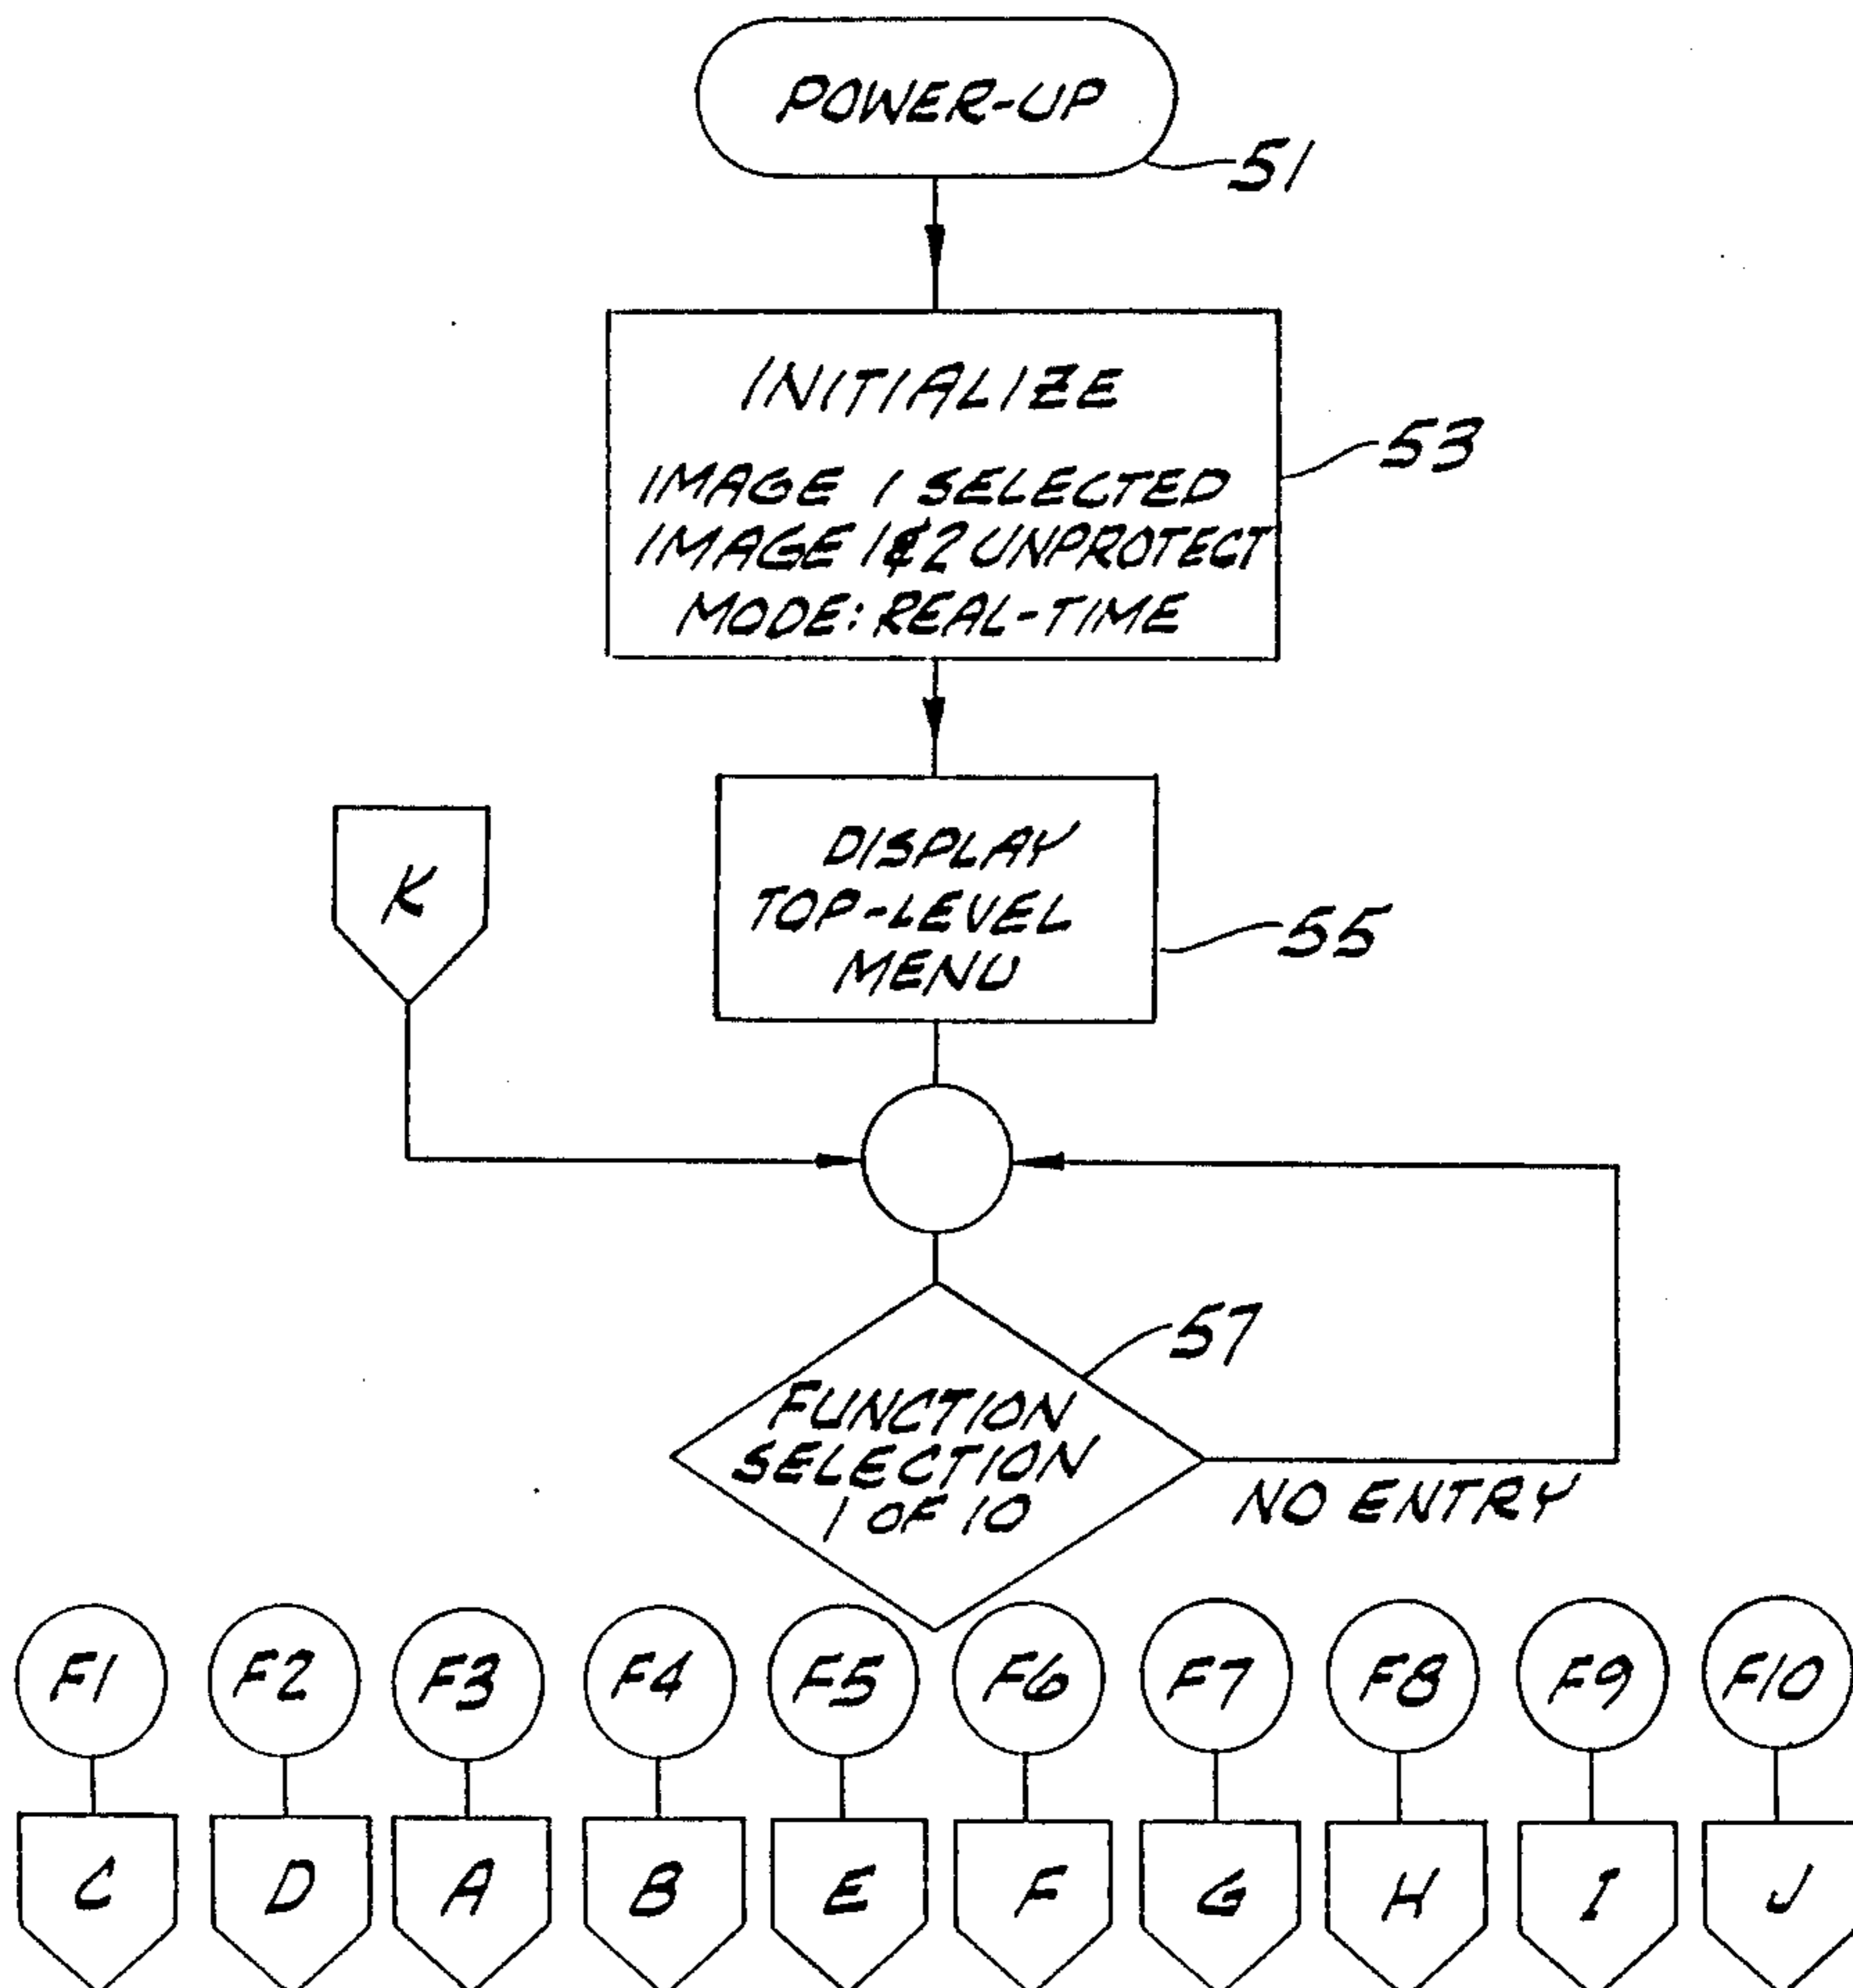 POWER-UP
51
INITIALIZE
IMAGE 1 SELECTED
IMAGE 1&2 UNPROTECT
MODE: REAL-TIME
53
K
DISPLAY
TOP-LEVEL
MENU
55
57
FUNCTION
SELECTION
1 OF 10
NO ENTRY
F1 F2 F3 F4 F5 F6 F7 F8 F9 F10
C D A B E F G H I J